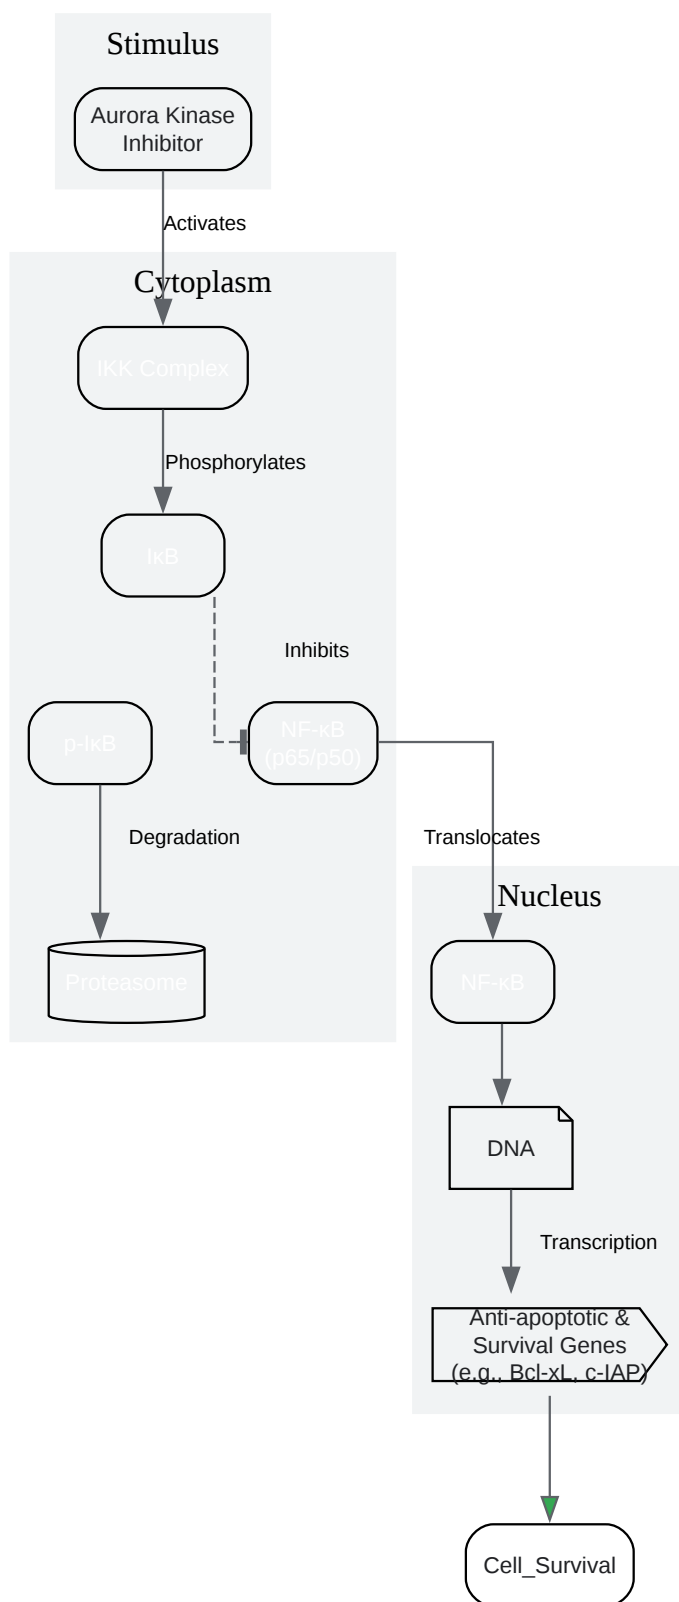 Stimulus
Aurora Kinase
Inhibitor
Activates
Cytoplasm
IKK Complex
Phosphorylates
IκB
Inhibits
p-IκB
NF-κB
(p65/p50)
Degradation
Translocates
Nucleus
Proteasome
NF-κB
DNA
Transcription
Anti-apoptotic &
Survival Genes
(e.g., Bcl-xL, c-IAP)
Cell_Survival